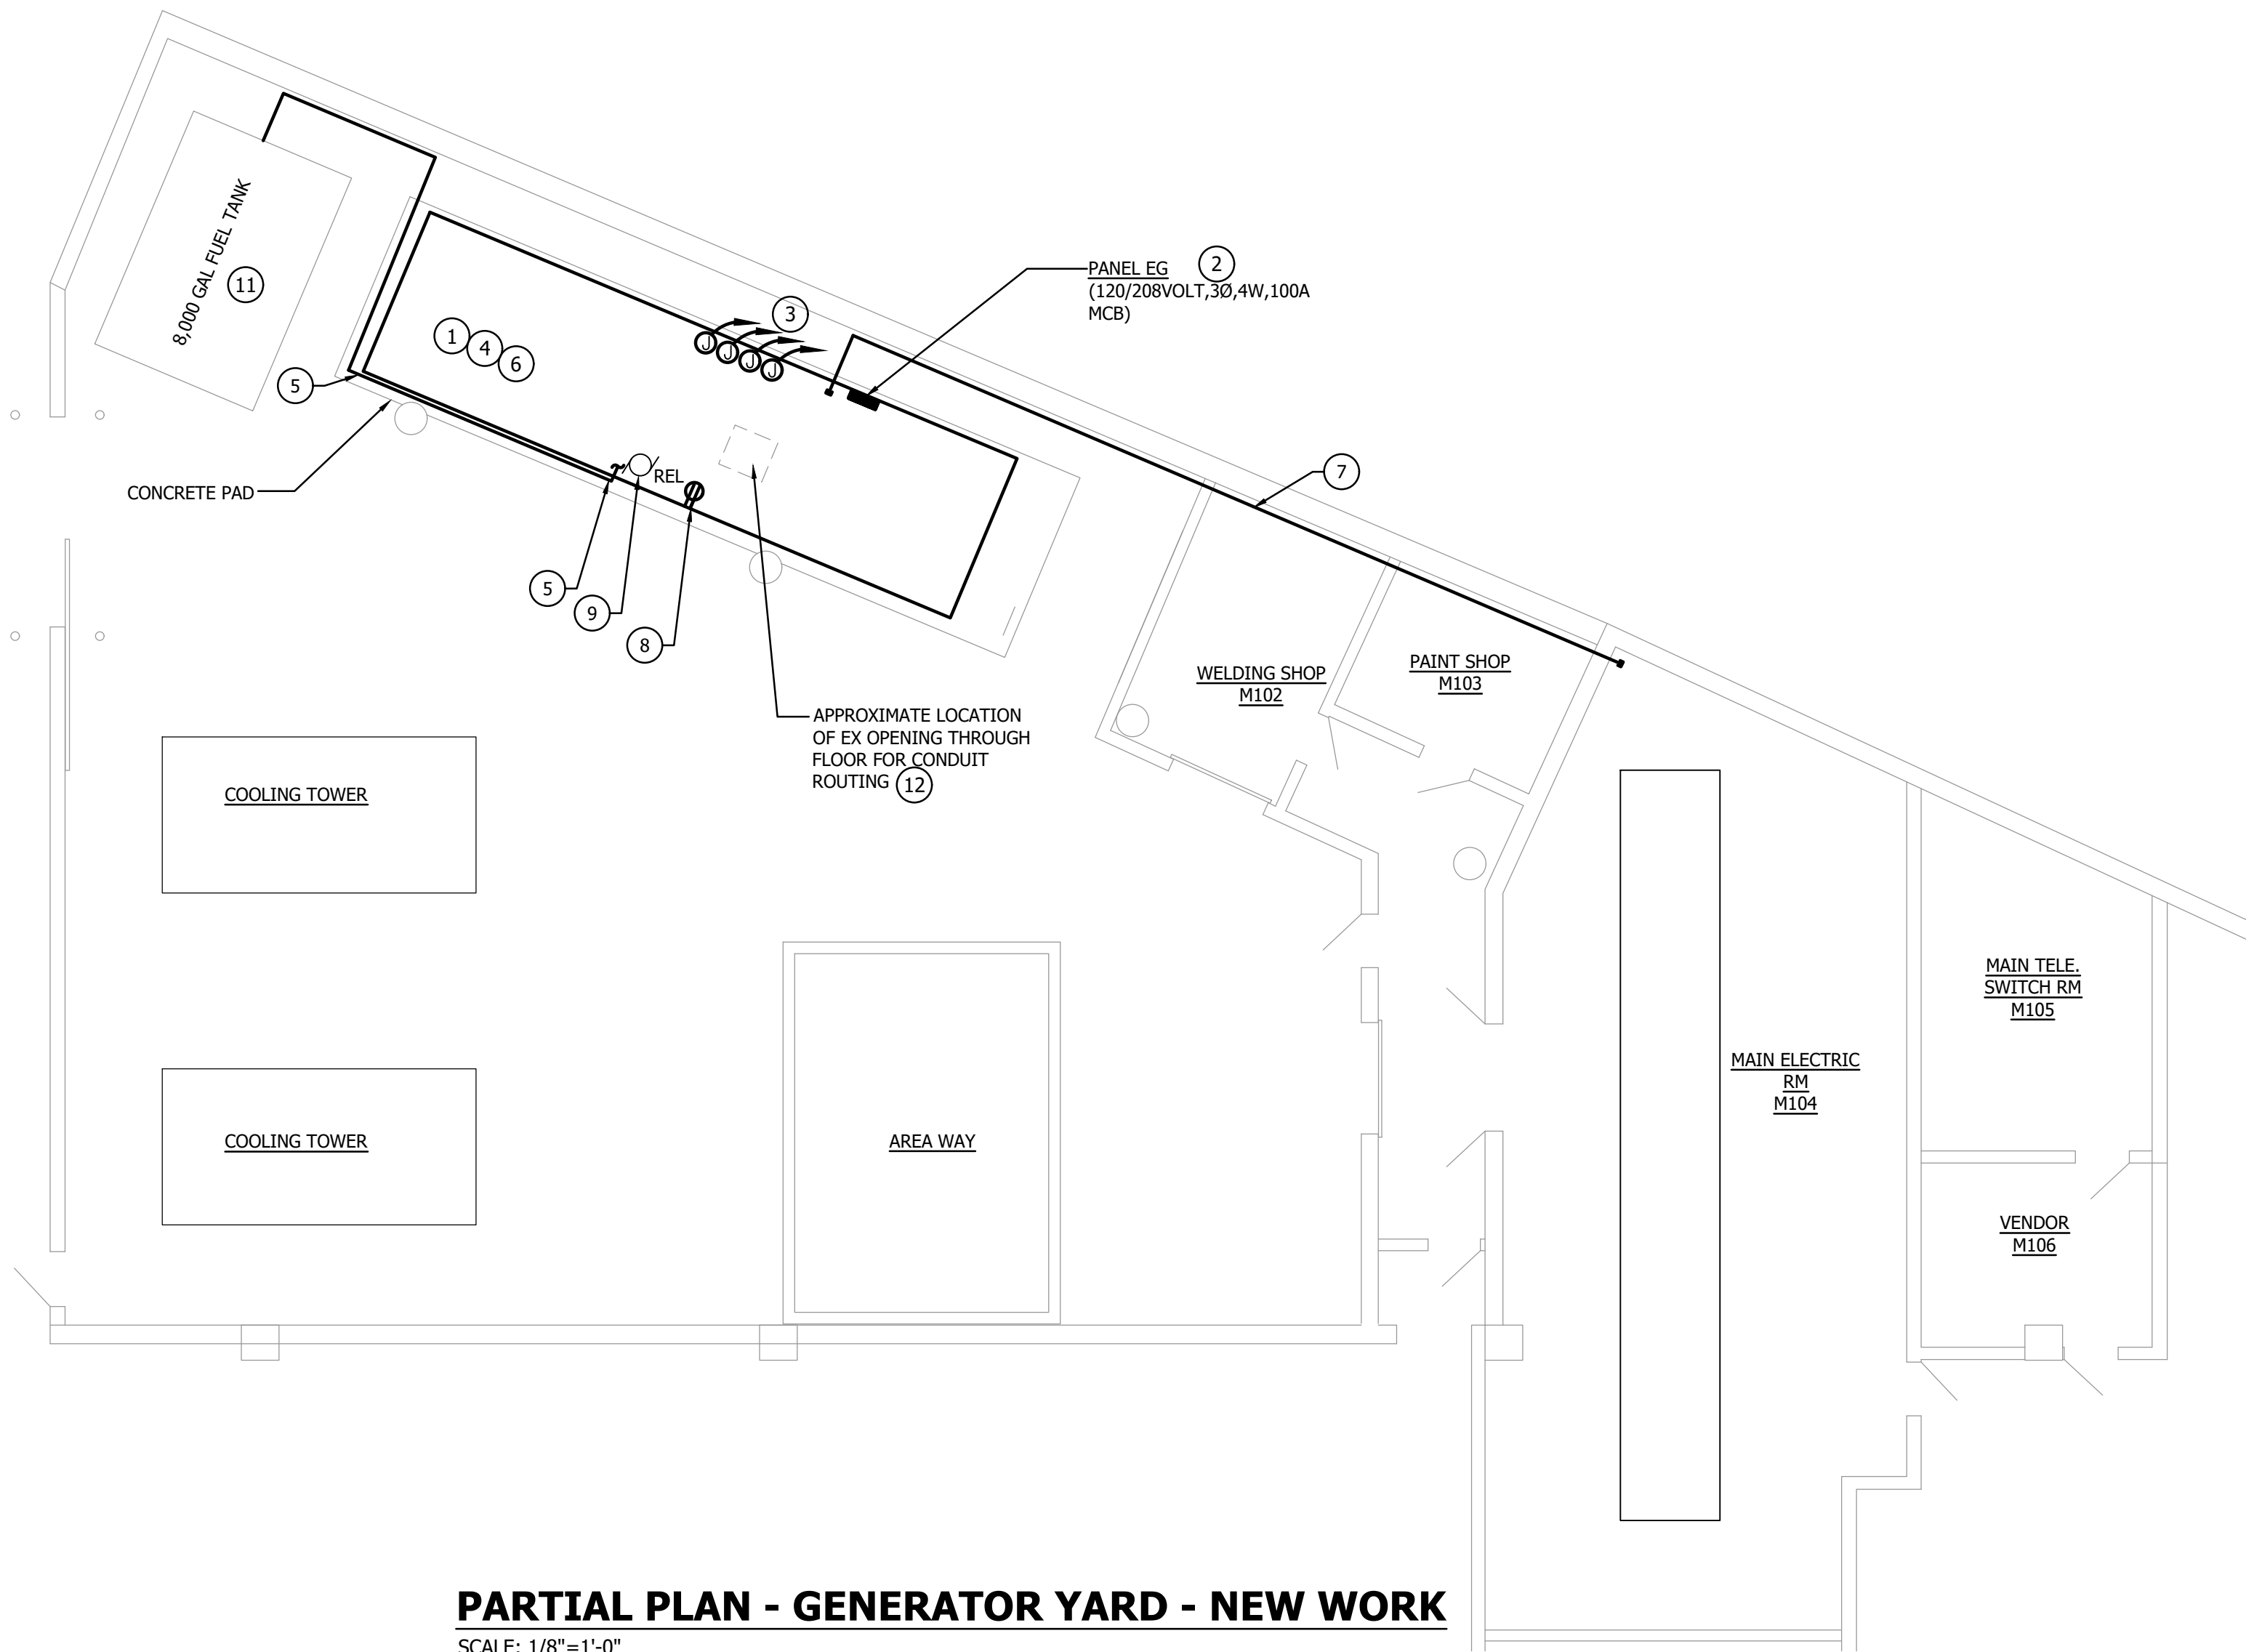 8,000 GAL FUEL TANK
11
1
4
6
3
J
J
J
J
PANEL EG
2
(120/208VOLT,3Ø,4W,100A
MCB)
5
CONCRETE PAD
REL
7
5
9
8
WELDING SHOP
M102
PAINT SHOP
M103
APPROXIMATE LOCATION
OF EX OPENING THROUGH
FLOOR FOR CONDUIT
ROUTING
12
COOLING TOWER
MAIN TELE.
SWITCH RM
M105
MAIN ELECTRIC
RM
M104
COOLING TOWER
AREA WAY
VENDOR
M106
PARTIAL PLAN - GENERATOR YARD - NEW WORK
SCALE: 1/8"=1'-0"